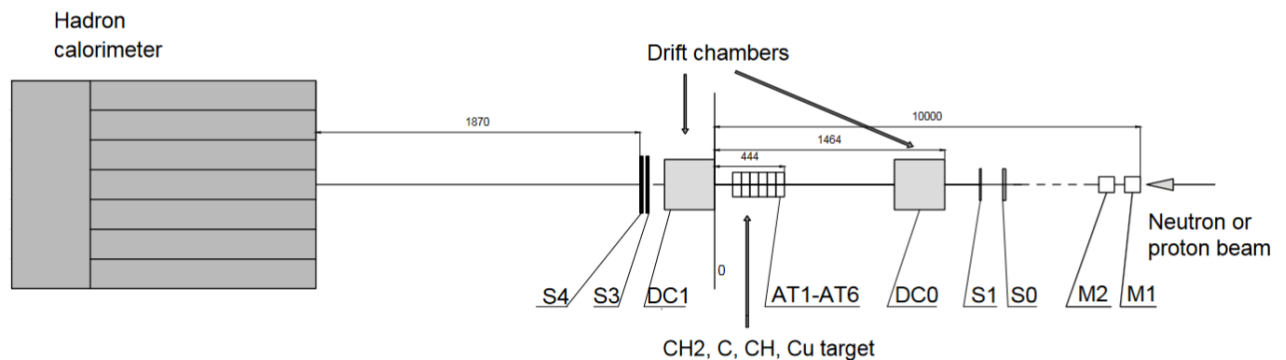 Hadron
calorimeter
Drift chambers
1870
10000
1464
444
0
Neutron or
proton beam
S4
S3
DC1
AT1-AT6
DC0
S1
S0
M2
M1
CH2, C, CH, Cu target